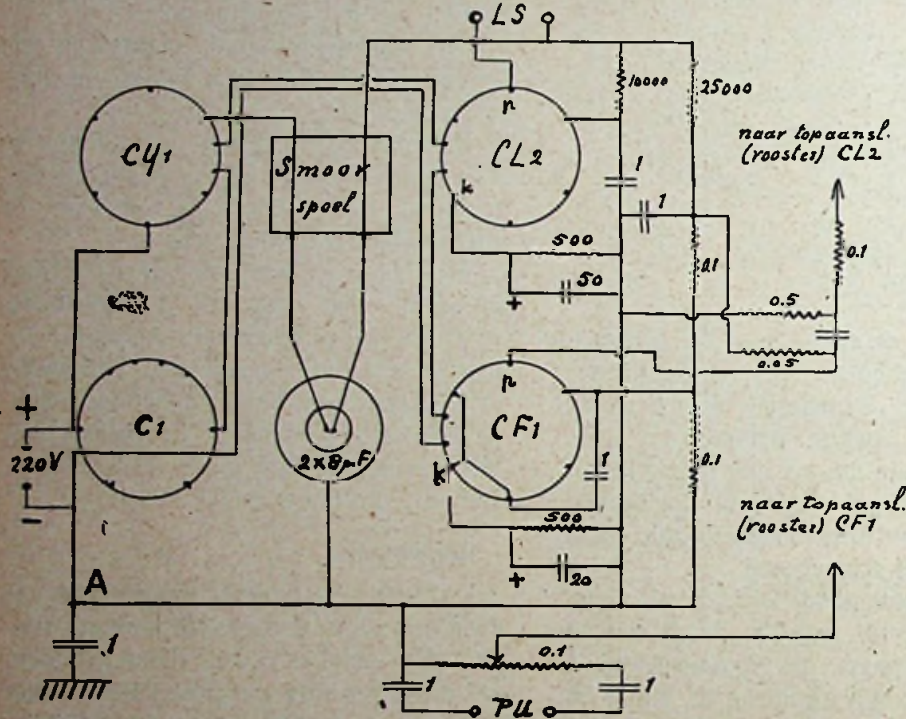 LS
10000
25000
CY1
p
CL2
k
naar topaansl.
(rooster) CL2
Smoor
spoel
1
1
500
0.1
0.1
50
+
0.5
0.05
p
C1
CF1
+
220V
-
2x8µF
k
1
0.1
500
naar topaansl.
(rooster) CF1
+
20
A
1
0.1
1
1
PU